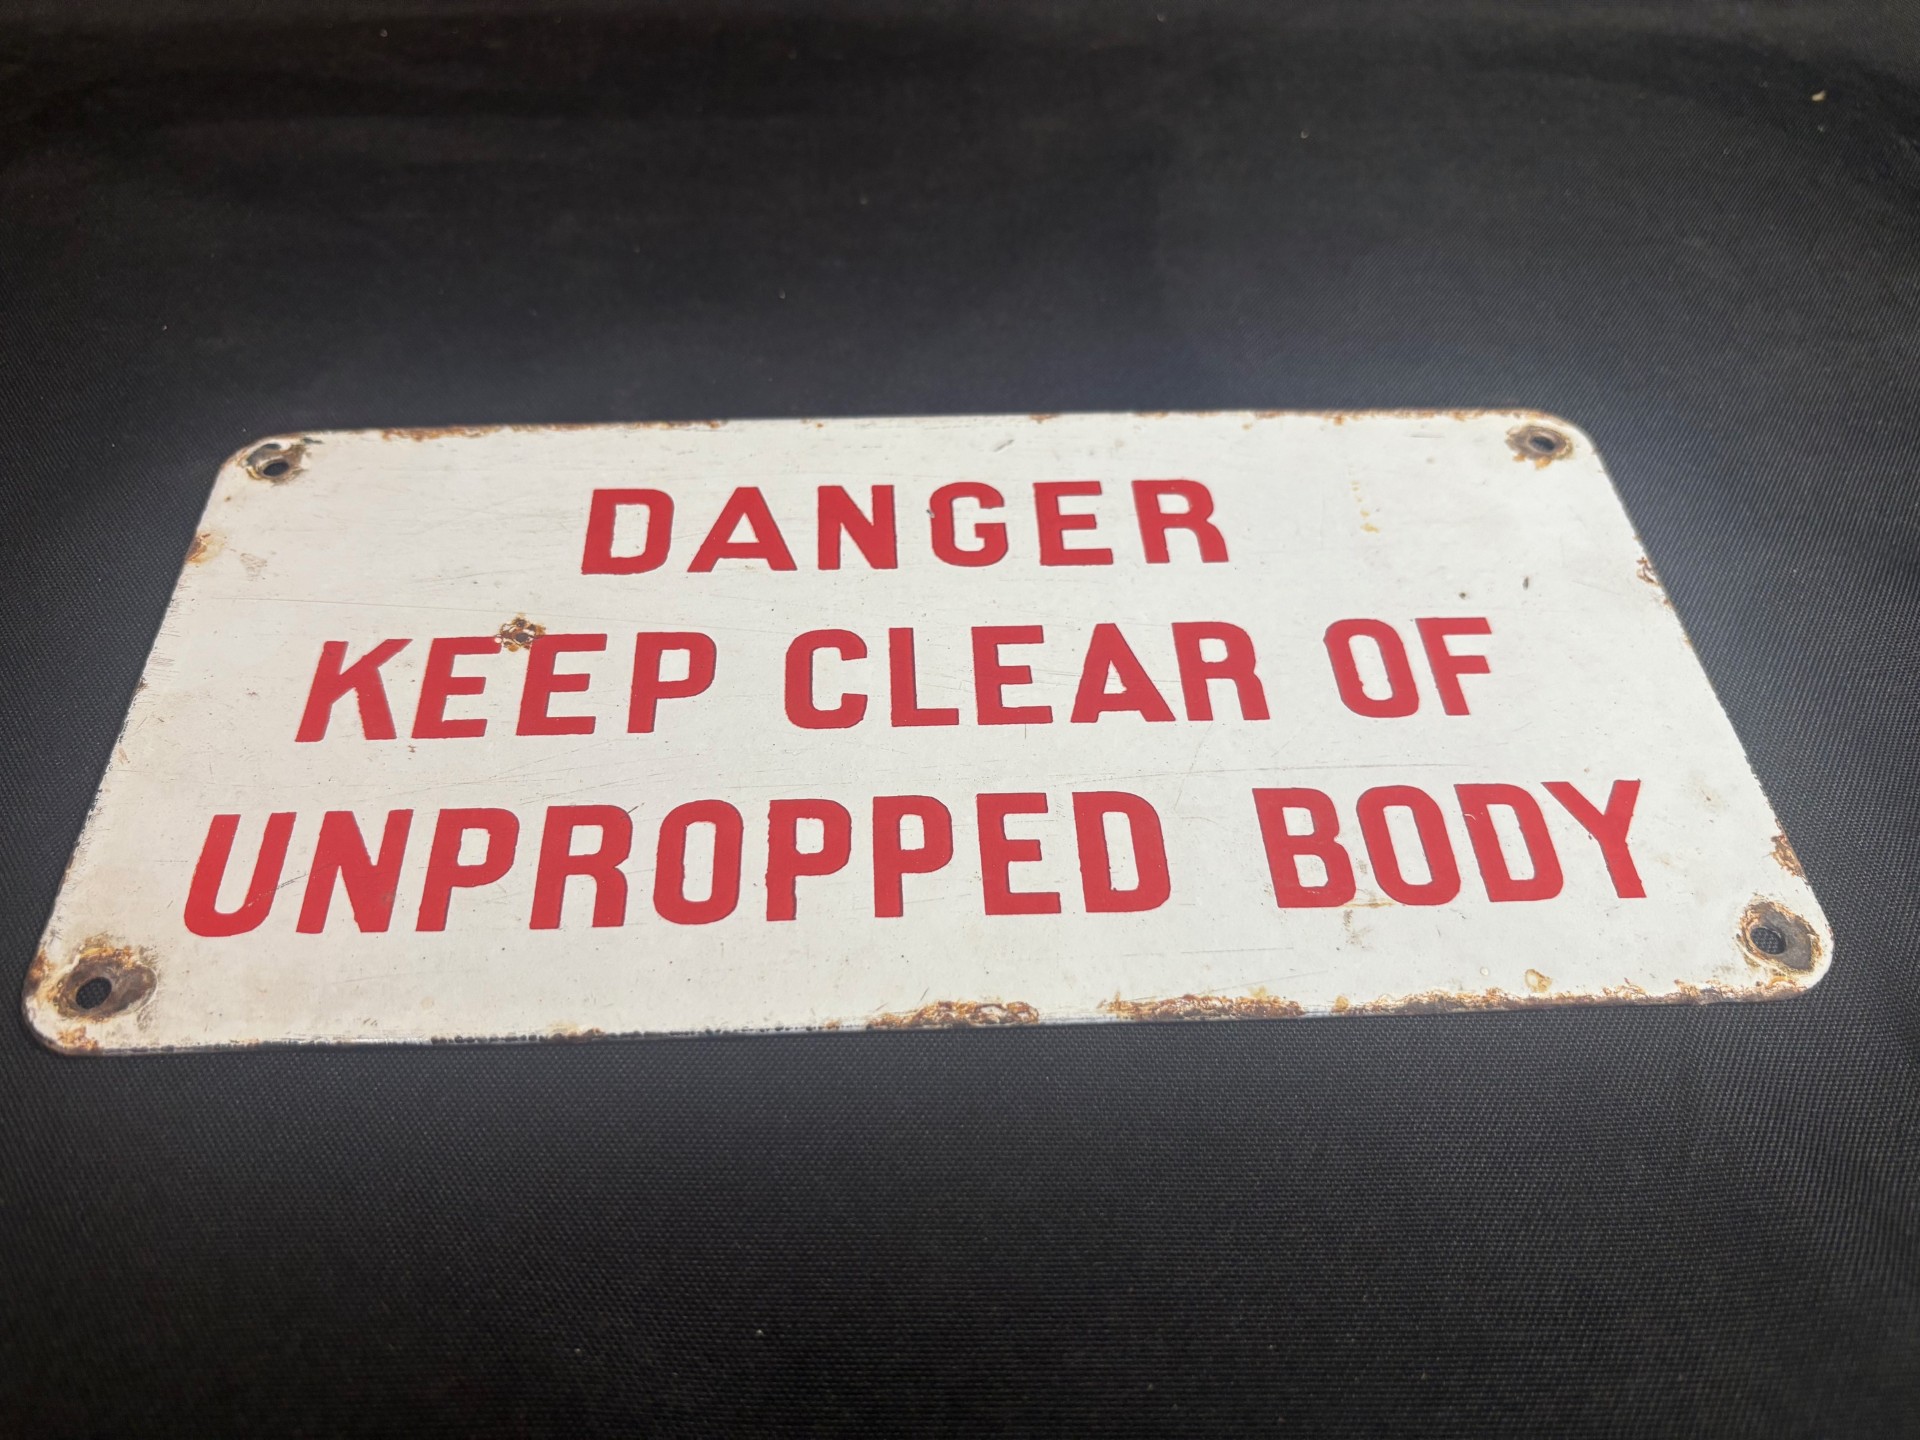 DANGER
KEEP CLEAR OF
UNPROPPED BODY